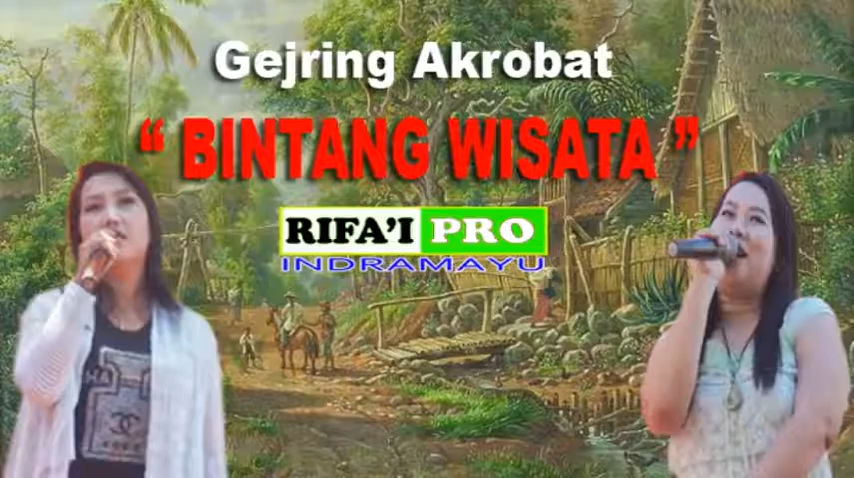 Gejring Akrobat
“ BINTANG WISATA ”
RIFA'I PRO
INDRAMAYU